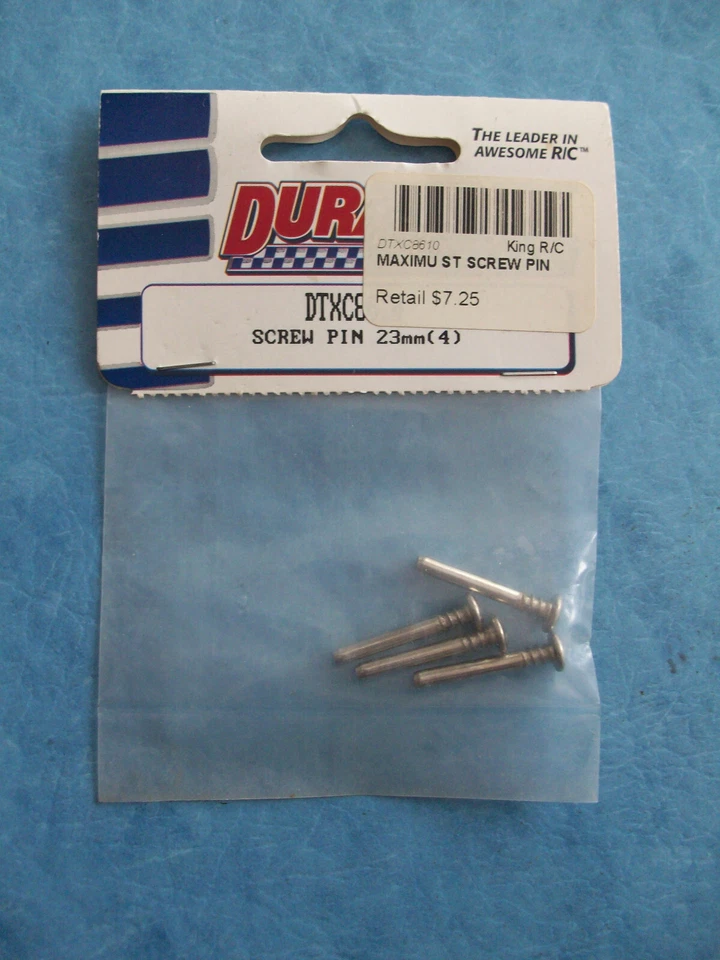 THE LEADER IN
AWESOME R/C™
DURA
DTXC8610 King R/C
MAXIMU ST SCREW PIN
Retail $7.25
DTXC8
SCREW PIN 23mm(4)